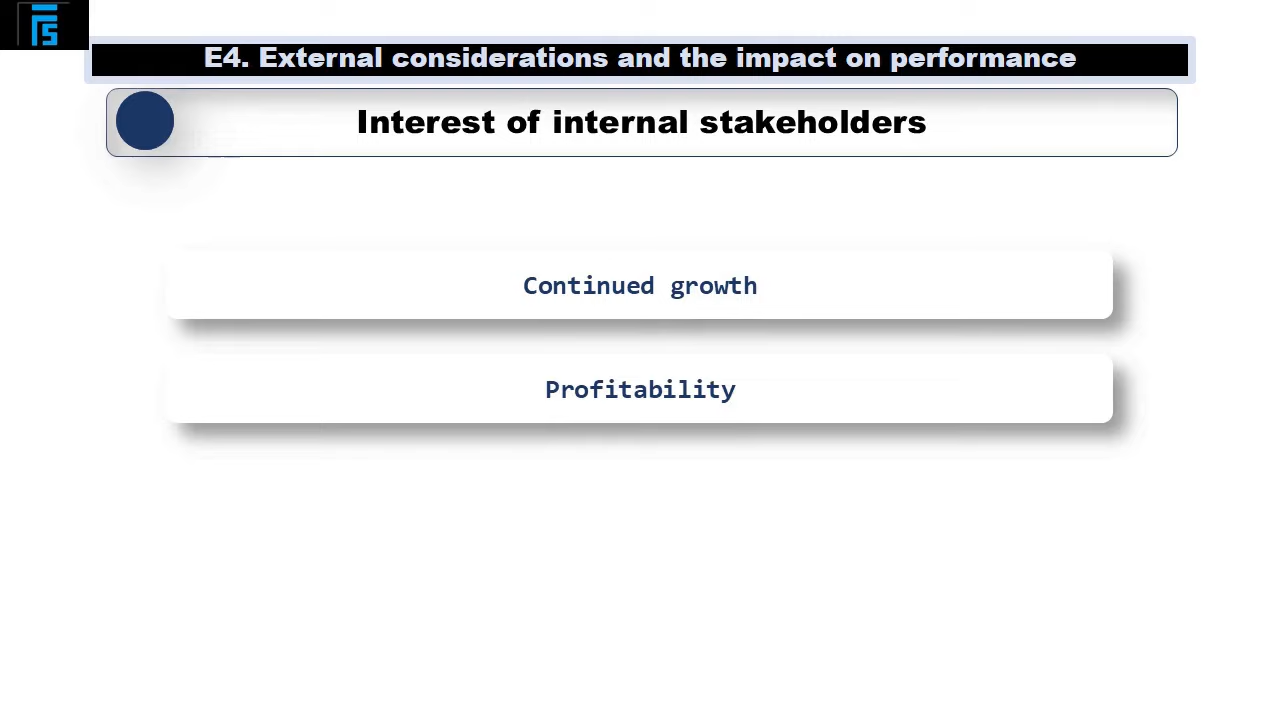 E4. External considerations and the impact on performance
Interest of internal stakeholders
Continued growth
Profitability